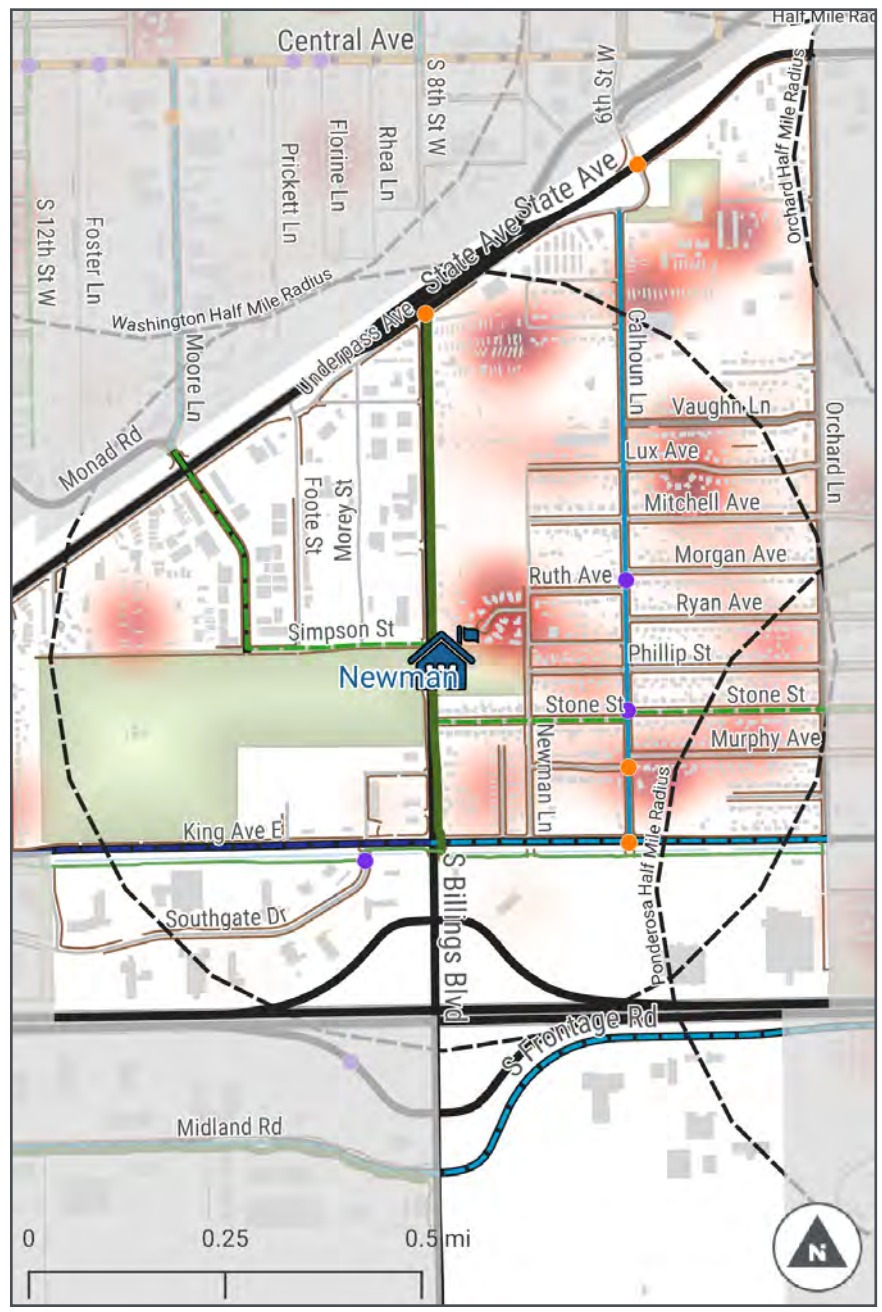 Half Mile Rad
Central Ave
6th St W
S 8th St W
Orchard Half Mile Radius
Florine Ln
Rhea Ln
Prickett Ln
S 12th St W
Foster Ln
State Ave
State Ave
Washington Half Mile Radius
Underpass Ave
Calhoun Ln
Moore Ln
Vaughn Ln
Orchard Ln
Monad Rd
Lux Ave
Foote St
Morey St
Mitchell Ave
Morgan Ave
Ruth Ave
Ryan Ave
Simpson St
Phillip St
Newman
Stone St
Stone St
Newman Ln
Murphy Ave
King Ave E
Ponderosa Half Mile Radius
S Billings Blvd
Southgate Dr
S Frontage Rd
Midland Rd
0 0.25 0.5 mi
N